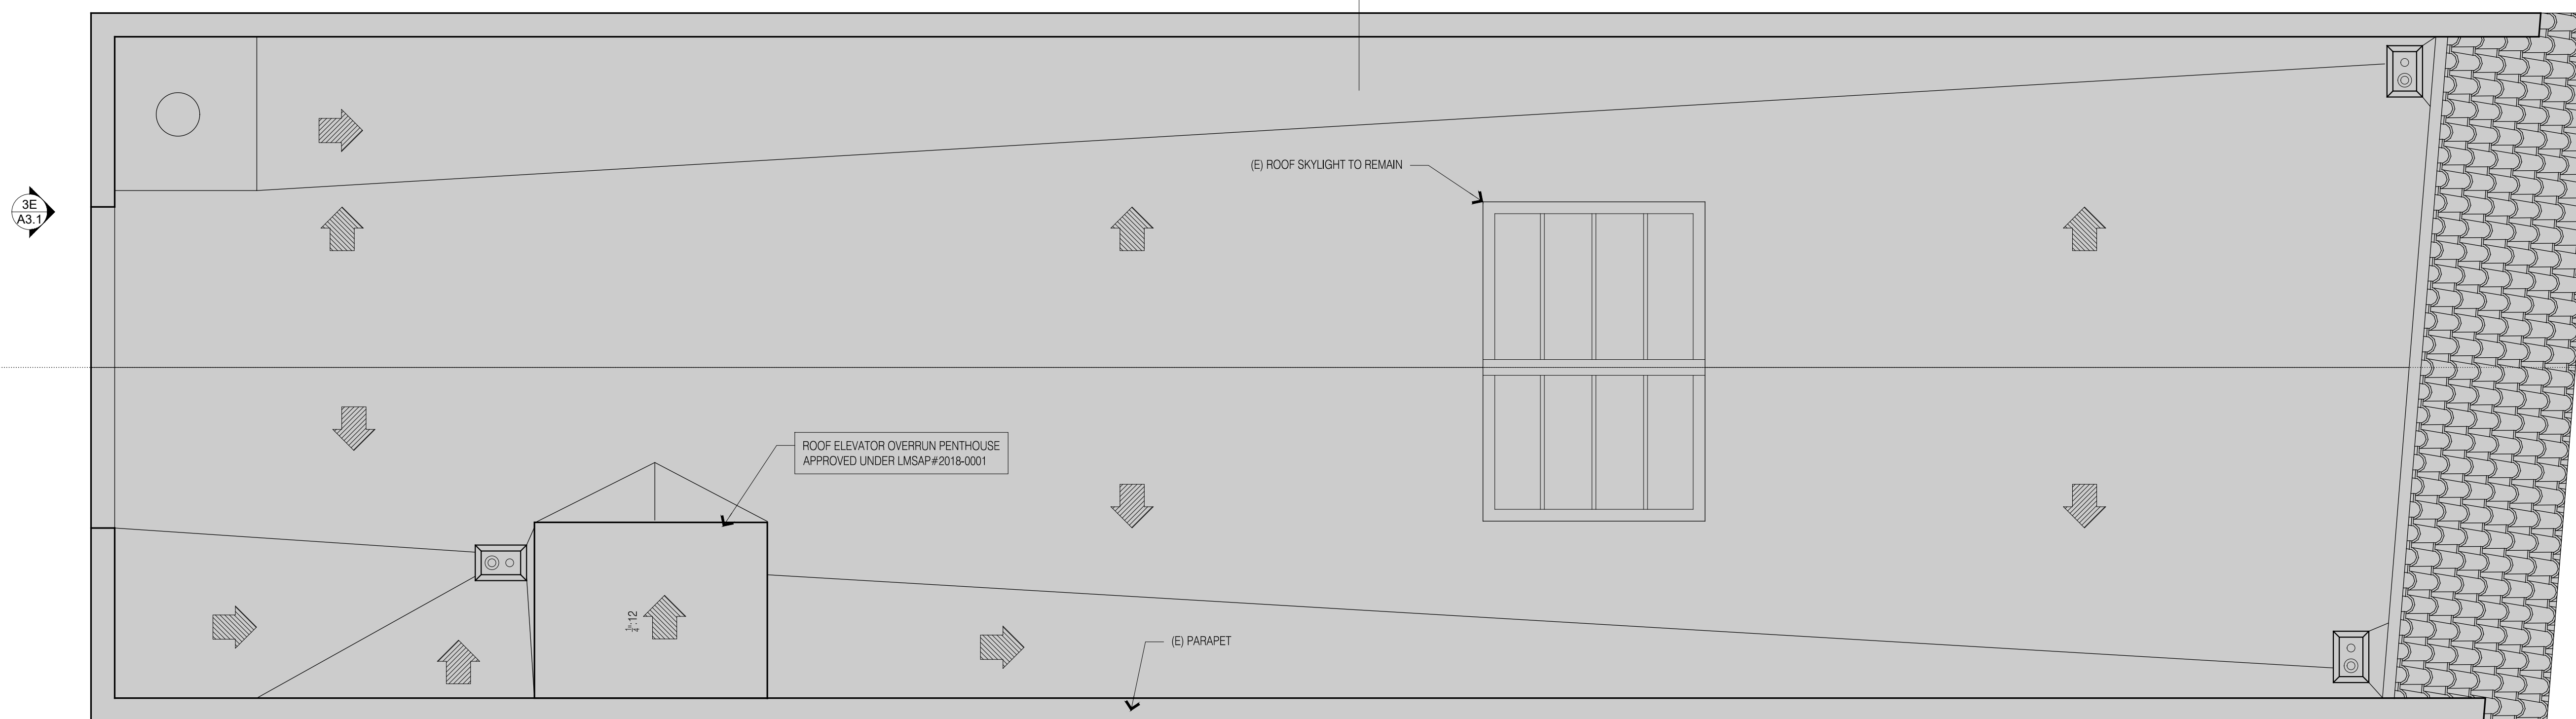 3E
A3.1
(E) ROOF SKYLIGHT TO REMAIN
ROOF ELEVATOR OVERRUN PENTHOUSE
APPROVED UNDER LMSAP#2018-0001
1/4":12
(E) PARAPET